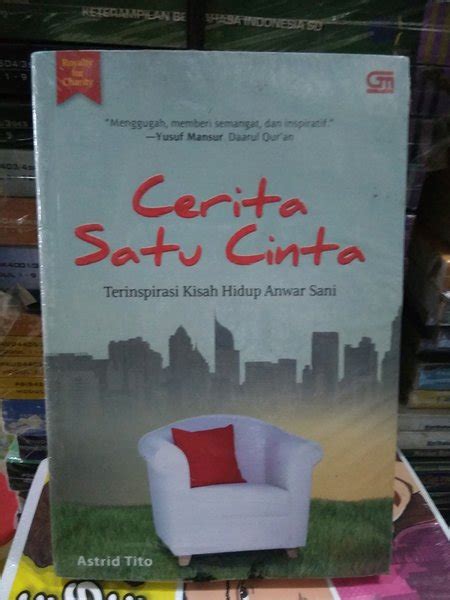 KETERAMPILAN BERBAHASA INDONESIA SD
Royalty
for
Charity
GM
"Menggugah, memberi semangat, dan inspiratif."
—Yusuf Mansur, Daarul Qur'an
Cerita
Satu Cinta
Terinspirasi Kisah Hidup Anwar Sani
Astrid Tito